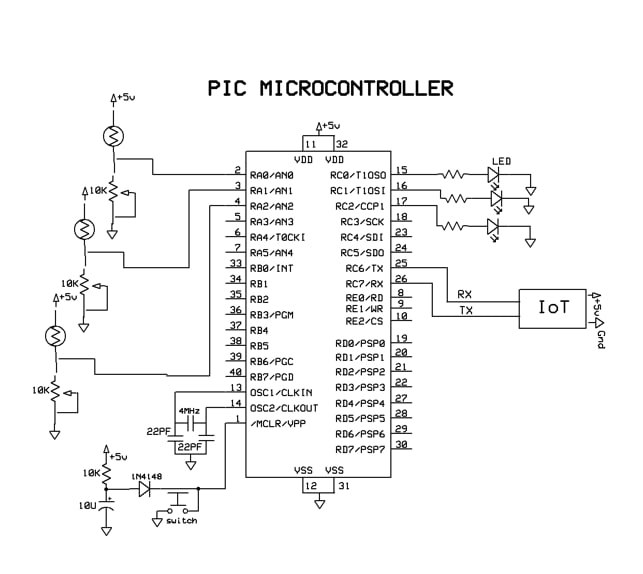 PIC MICROCONTROLLER
+5v
+5v
11 32
VDD VDD
2 RA0/AN0
3 RA1/AN1
4 RA2/AN2
5 RA3/AN3
6 RA4/T0CKI
7 RA5/AN4
33 RB0/INT
34 RB1
35 RB2
36 RB3/PGM
37 RB4
38 RB5
39 RB6/PGC
40 RB7/PGD
13 OSC1/CLKIN
14 OSC2/CLKOUT
1 /MCLR/VPP
RC0/T1OSO 15
RC1/T1OSI 16
RC2/CCP1 17
RC3/SCK 18
RC4/SDI 23
RC5/SDO 24
RC6/TX 25
RC7/RX 26
RE0/RD 8
RE1/WR 9
RE2/CS 10
RD0/PSP0 19
RD1/PSP1 20
RD2/PSP2 21
RD3/PSP3 22
RD4/PSP4 27
RD5/PSP5 28
RD6/PSP6 29
RD7/PSP7 30
VSS VSS
12 31
LED
RX
TX
IoT
+5v
Gnd
10K
+5v
10K
+5v
10K
4MHz
22PF
22PF
+5v
10K
1N4148
10U
+
switch